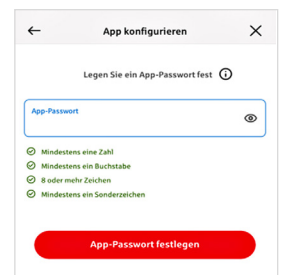 App konfigurieren
Legen Sie ein App-Passwort fest
App-Passwort
Mindestens eine Zahl
Mindestens ein Buchstabe
8 oder mehr Zeichen
Mindestens ein Sonderzeichen
App-Passwort festlegen